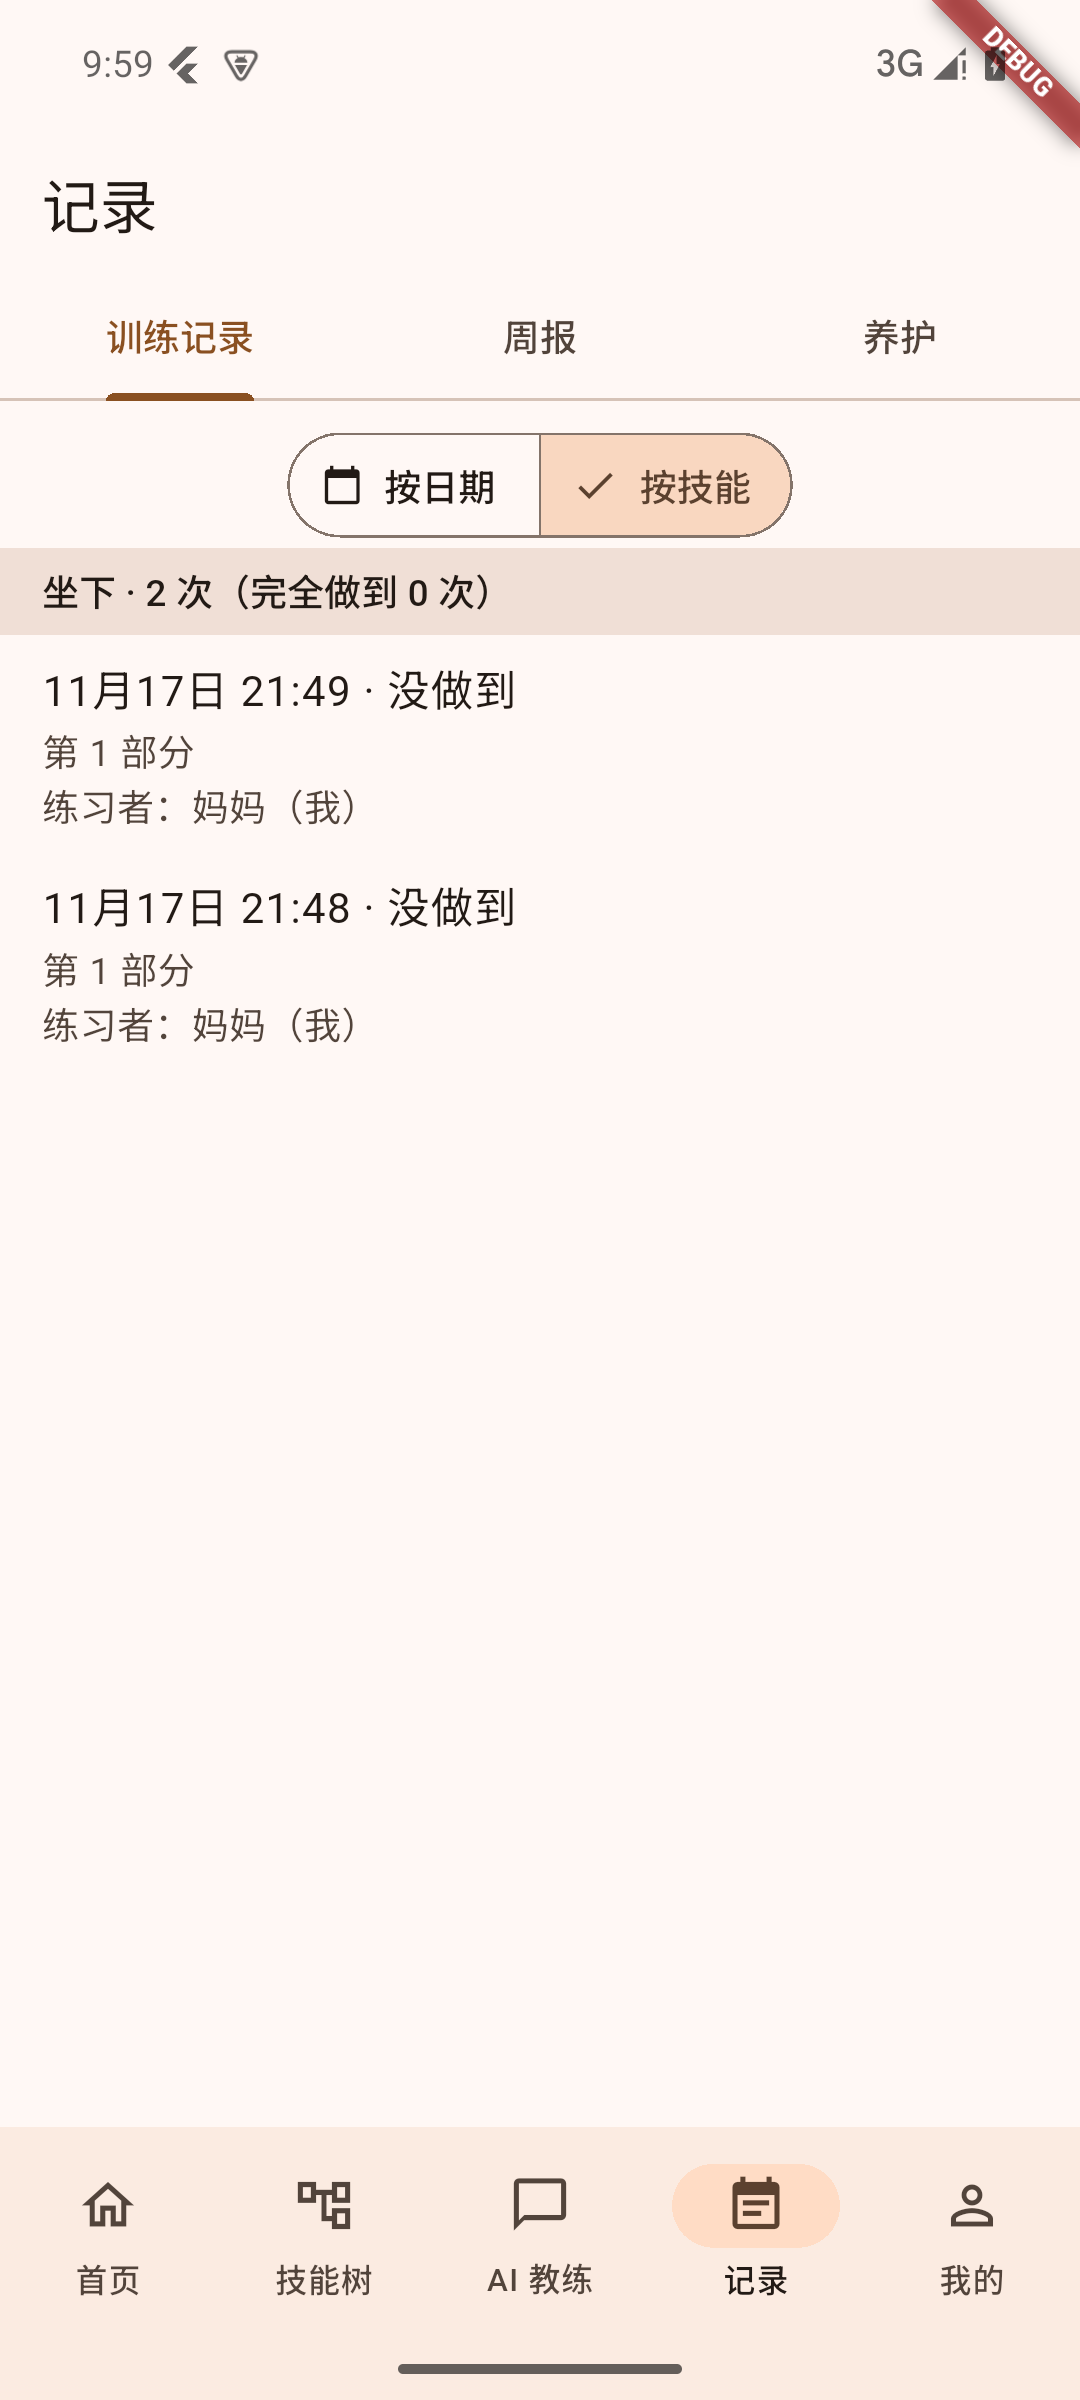 9:59
3G
DEBUG
记录
训练记录 周报 养护
按日期 按技能
坐下 · 2 次（完全做到 0 次）
11月17日 21:49 · 没做到
第 1 部分
练习者：妈妈（我）
11月17日 21:48 · 没做到
第 1 部分
练习者：妈妈（我）
首页 技能树 AI 教练 记录 我的